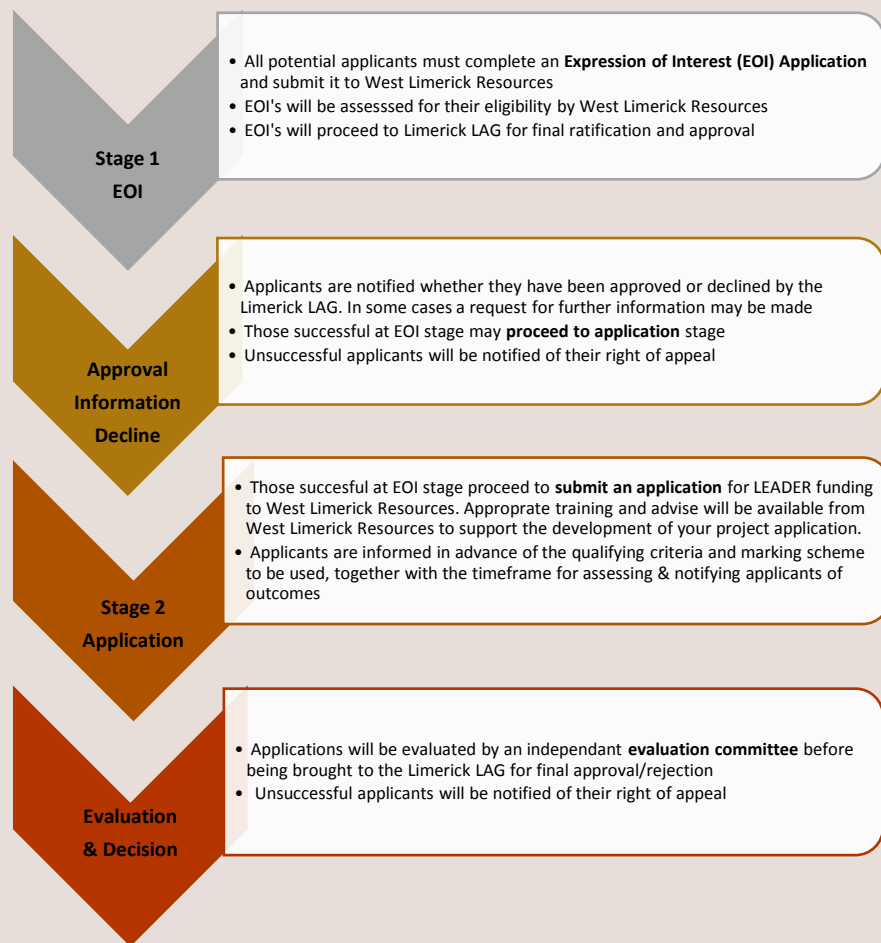 Stage 1
EOI
• All potential applicants must complete an Expression of Interest (EOI) Application
and submit it to West Limerick Resources
• EOI's will be assesssed for their eligibility by West Limerick Resources
• EOI's will proceed to Limerick LAG for final ratification and approval
Approval
Information
Decline
• Applicants are notified whether they have been approved or declined by the
Limerick LAG. In some cases a request for further information may be made
• Those successful at EOI stage may proceed to application stage
• Unsuccessful applicants will be notified of their right of appeal
Stage 2
Application
• Those succesful at EOI stage proceed to submit an application for LEADER funding
to West Limerick Resources. Approprate training and advise will be available from
West Limerick Resources to support the development of your project application.
• Applicants are informed in advance of the qualifying criteria and marking scheme
to be used, together with the timeframe for assessing & notifying applicants of
outcomes
Evaluation
& Decision
• Applications will be evaluated by an independant evaluation committee before
being brought to the Limerick LAG for final approval/rejection
• Unsuccessful applicants will be notified of their right of appeal